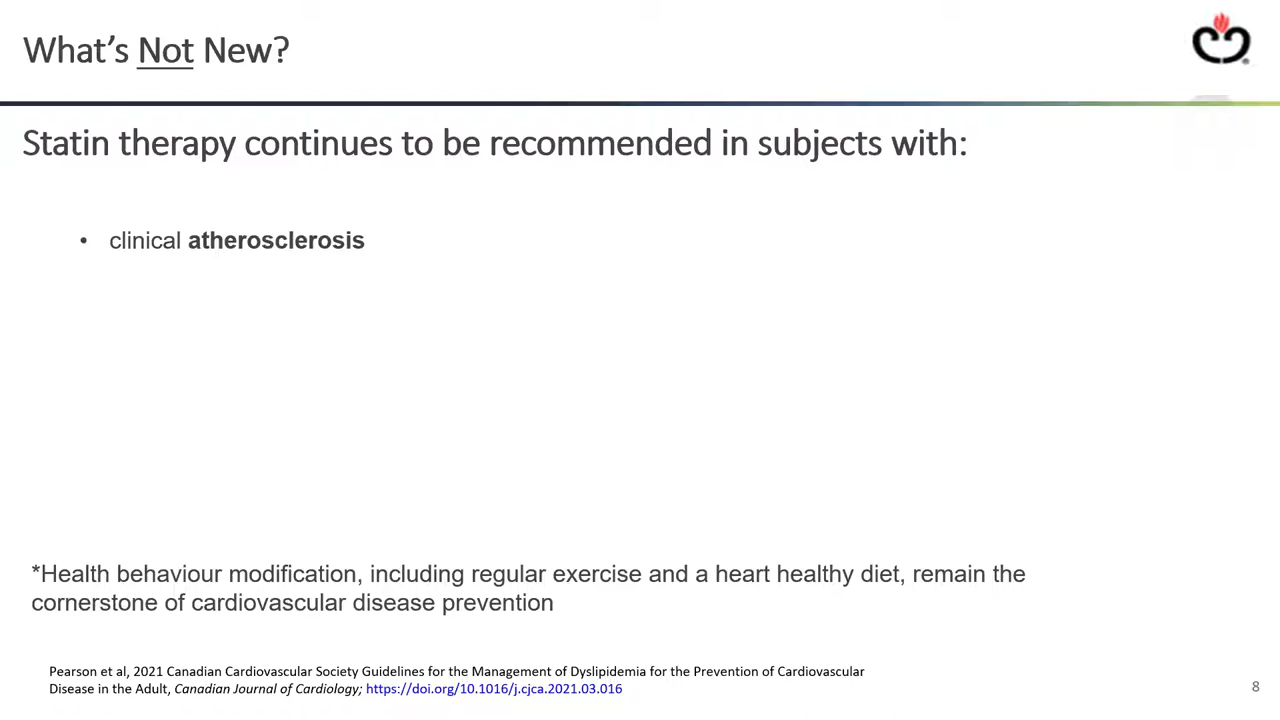 What's Not New?
Statin therapy continues to be recommended in subjects with:
• clinical atherosclerosis
*Health behaviour modification, including regular exercise and a heart healthy diet, remain the
cornerstone of cardiovascular disease prevention
Pearson et al, 2021 Canadian Cardiovascular Society Guidelines for the Management of Dyslipidemia for the Prevention of Cardiovascular
Disease in the Adult, Canadian Journal of Cardiology; https://doi.org/10.1016/j.cjca.2021.03.016
8